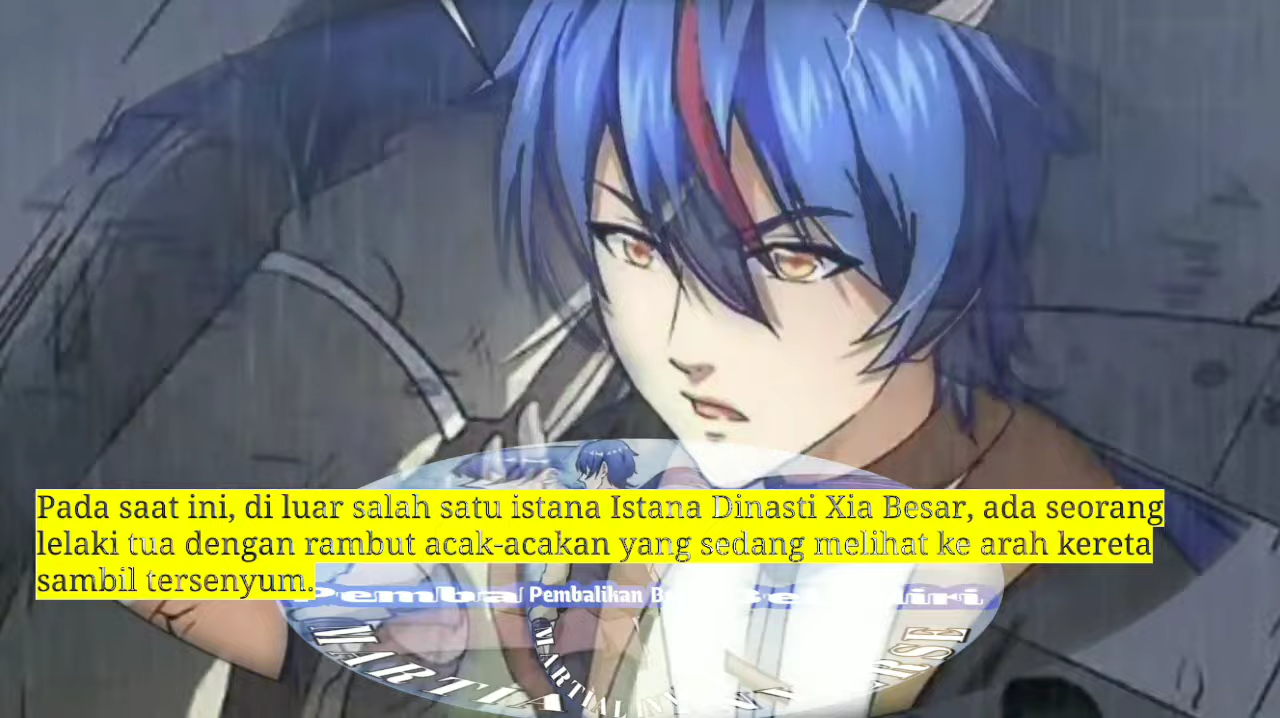 Pada saat ini, di luar salah satu istana Istana Dinasti Xia Besar, ada seorang
lelaki tua dengan rambut acak-acakan yang sedang melihat ke arah kereta
sambil tersenyum.
Pembalikan
MARTIAL